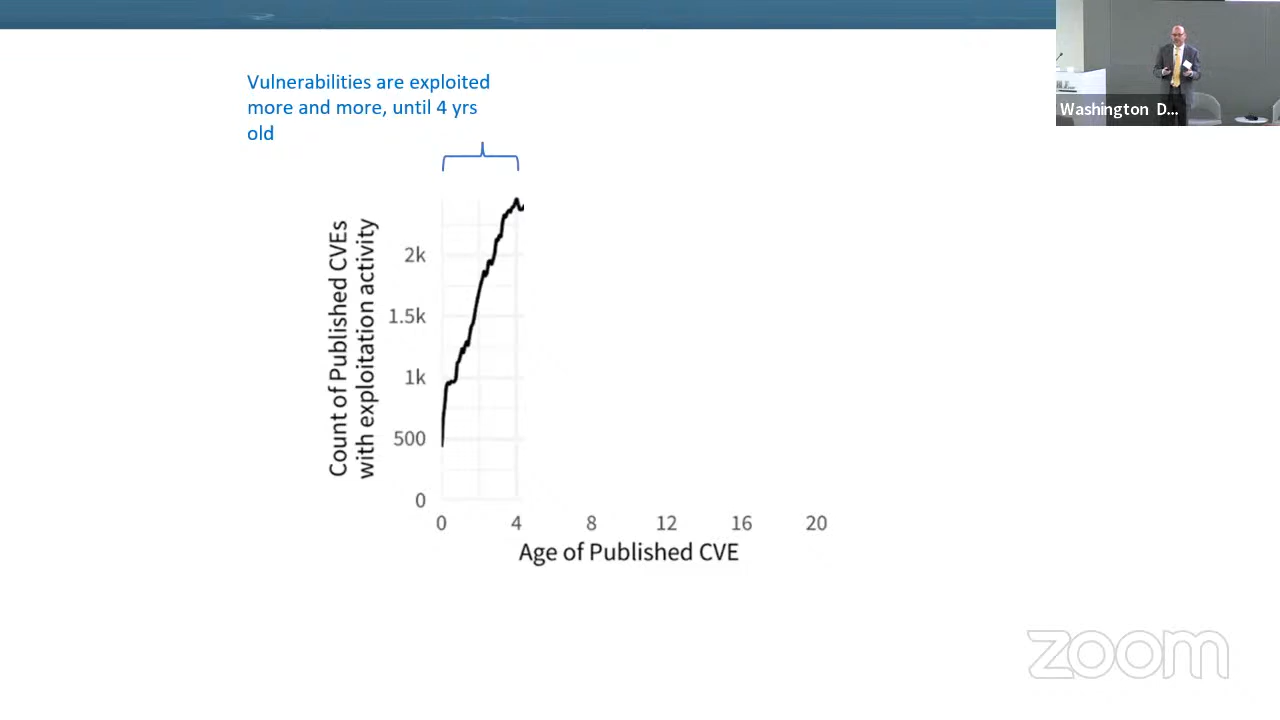 Vulnerabilities are exploited
more and more, until 4 yrs
old
Washington D...
Count of Published CVEs
with exploitation activity
2k
1.5k
1k
500
0
0 4 8 12 16 20
Age of Published CVE
zoom